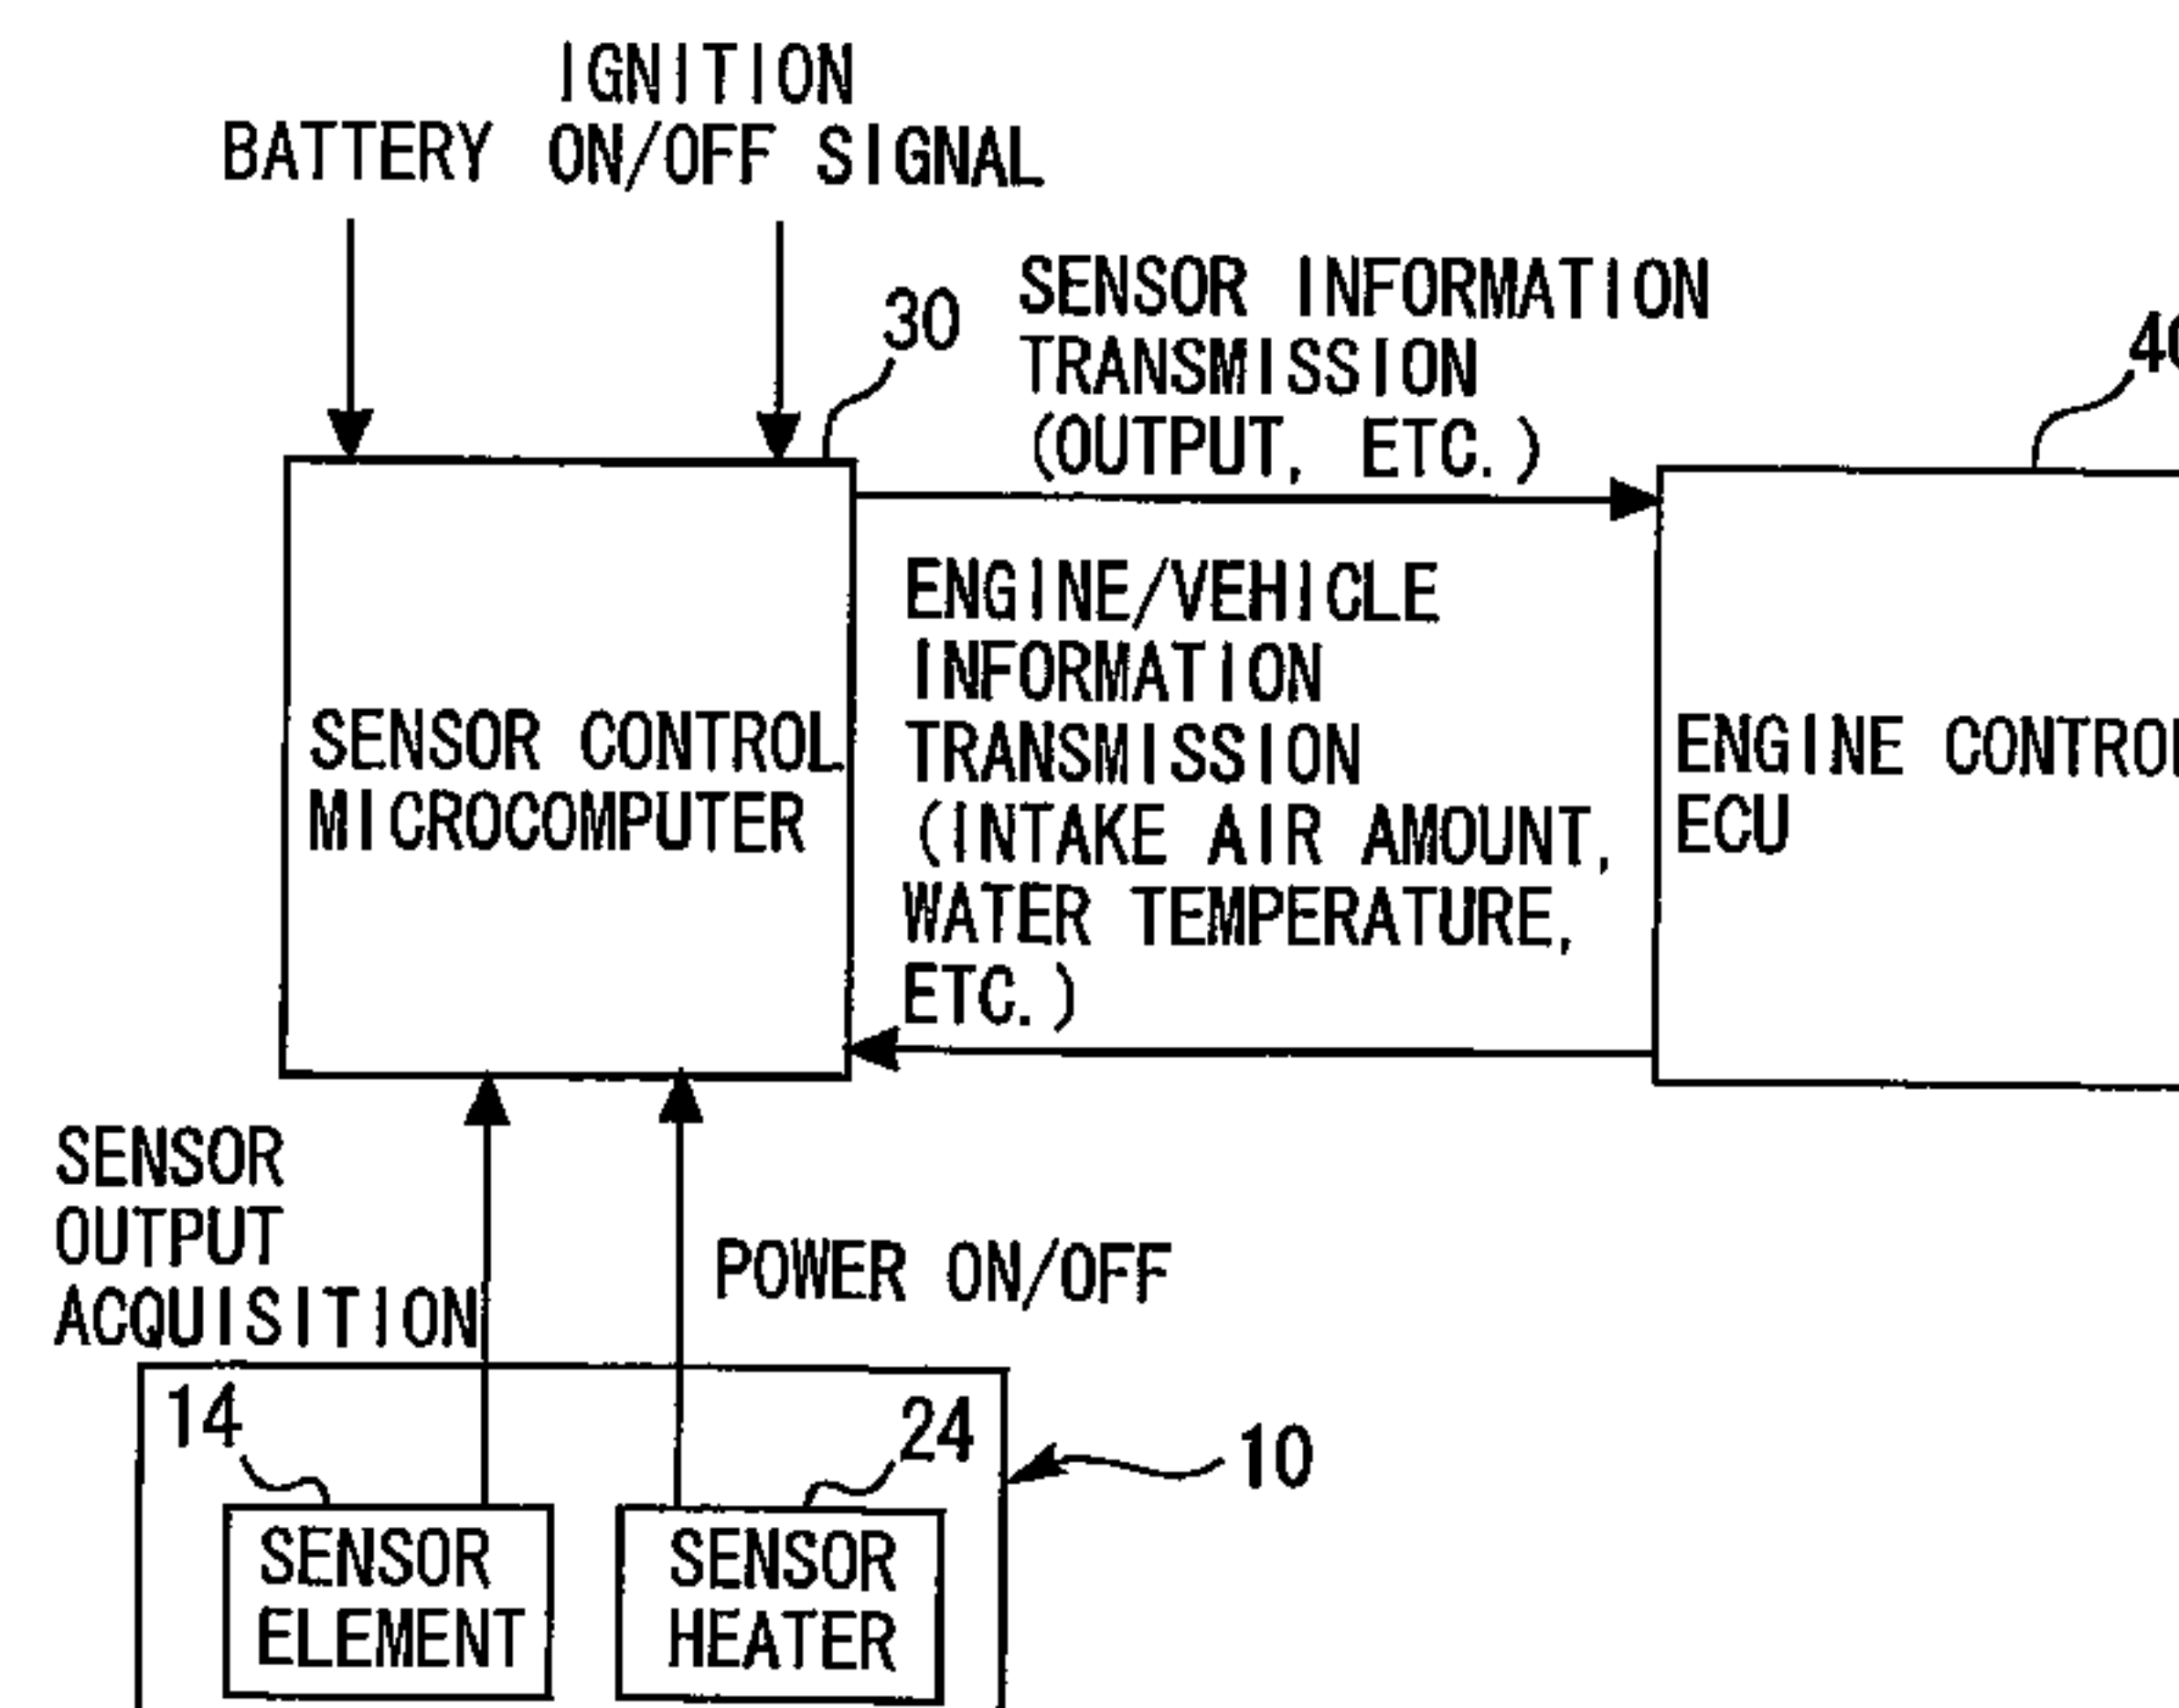 IGNITION
BATTERY ON/OFF SIGNAL
30
SENSOR INFORMATION
TRANSMISSION
(OUTPUT, ETC.)
ENGINE/VEHICLE
INFORMATION
TRANSMISSION
(INTAKE AIR AMOUNT,
WATER TEMPERATURE,
ETC.)
SENSOR CONTROL
MICROCOMPUTER
ENGINE
ECU
SENSOR
OUTPUT
ACQUISITION
POWER ON/OFF
14
24
10
SENSOR
ELEMENT
SENSOR
HEATER